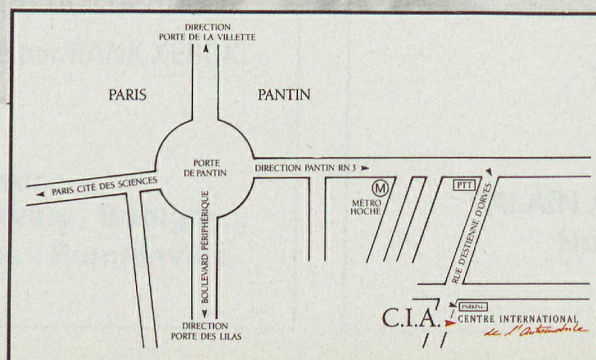 DIRECTION
PORTE DE LA VILLETTE
PARIS
PANTIN
PORTE
DE PANTIN
DIRECTION PANTIN RN 3
PARIS CITÉ DES SCIENCES
M
MÉTRO
HOCHE
PTT
RUE D'ESTIENNE D'ORVES
BOULEVARD PÉRIPHÉRIQUE
DIRECTION
PORTE DES LILAS
PARKING
C.I.A. CENTRE INTERNATIONAL
de l'Automobile